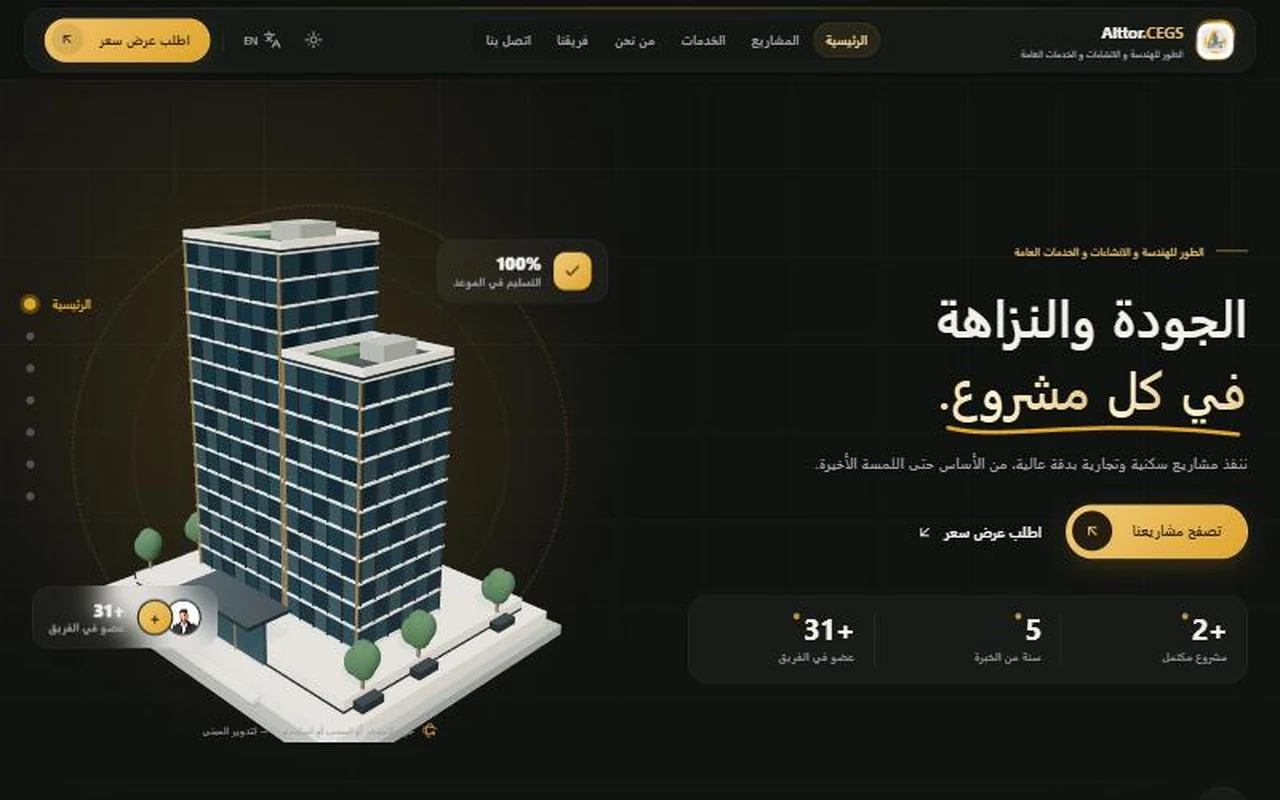 Alttor.CEGS
الطور للهندسة و الانشاءات و الخدمات العامة
الرئيسية
المشاريع
الخدمات
من نحن
فريقنا
اتصل بنا
EN
اطلب عرض سعر
الطور للهندسة و الانشاءات و الخدمات العامة
الجودة والنزاهة
في كل مشروع.
ننفذ مشاريع سكنية وتجارية بدقة عالية، من الأساس حتى اللمسة الأخيرة.
تصفح مشاريعنا
اطلب عرض سعر
2+
مشروع مكتمل
5
سنة من الخبرة
31+
عضو في الفريق
100%
التسليم في الموعد
الرئيسية
31+
عضو في الفريق
لتدوير المبنى